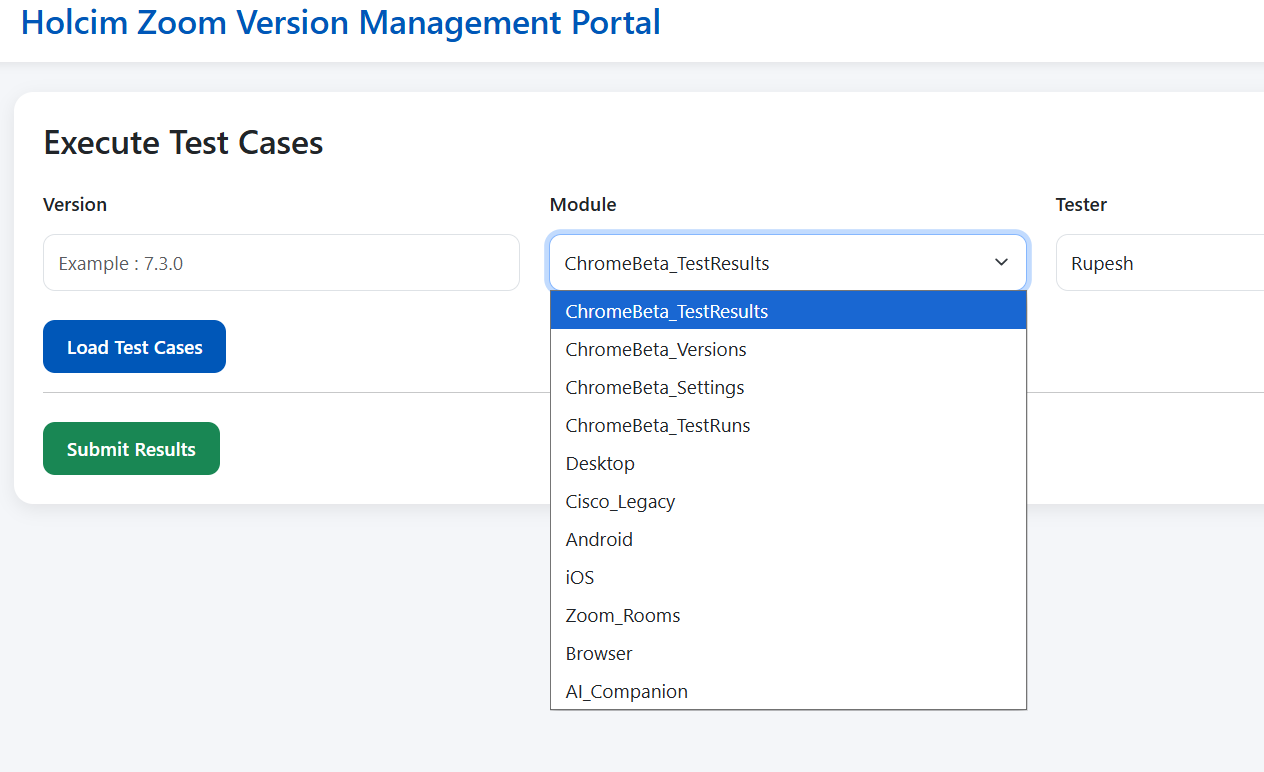 Holcim Zoom Version Management Portal
Execute Test Cases
Version
Module
Tester
Example : 7.3.0
ChromeBeta_TestResults
Rupesh
Load Test Cases
Submit Results
ChromeBeta_TestResults
ChromeBeta_Versions
ChromeBeta_Settings
ChromeBeta_TestRuns
Desktop
Cisco_Legacy
Android
iOS
Zoom_Rooms
Browser
AI_Companion